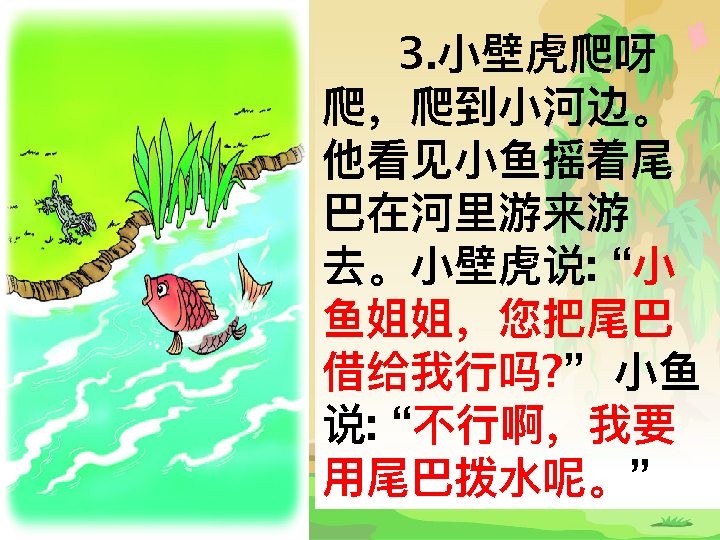 3.小壁虎爬呀
爬，爬到小河边。
他看见小鱼摇着尾
巴在河里游来游
去。小壁虎说: “小
鱼姐姐，您把尾巴
借给我行吗?” 小鱼
说: “不行啊，我要
用尾巴拨水呢。”